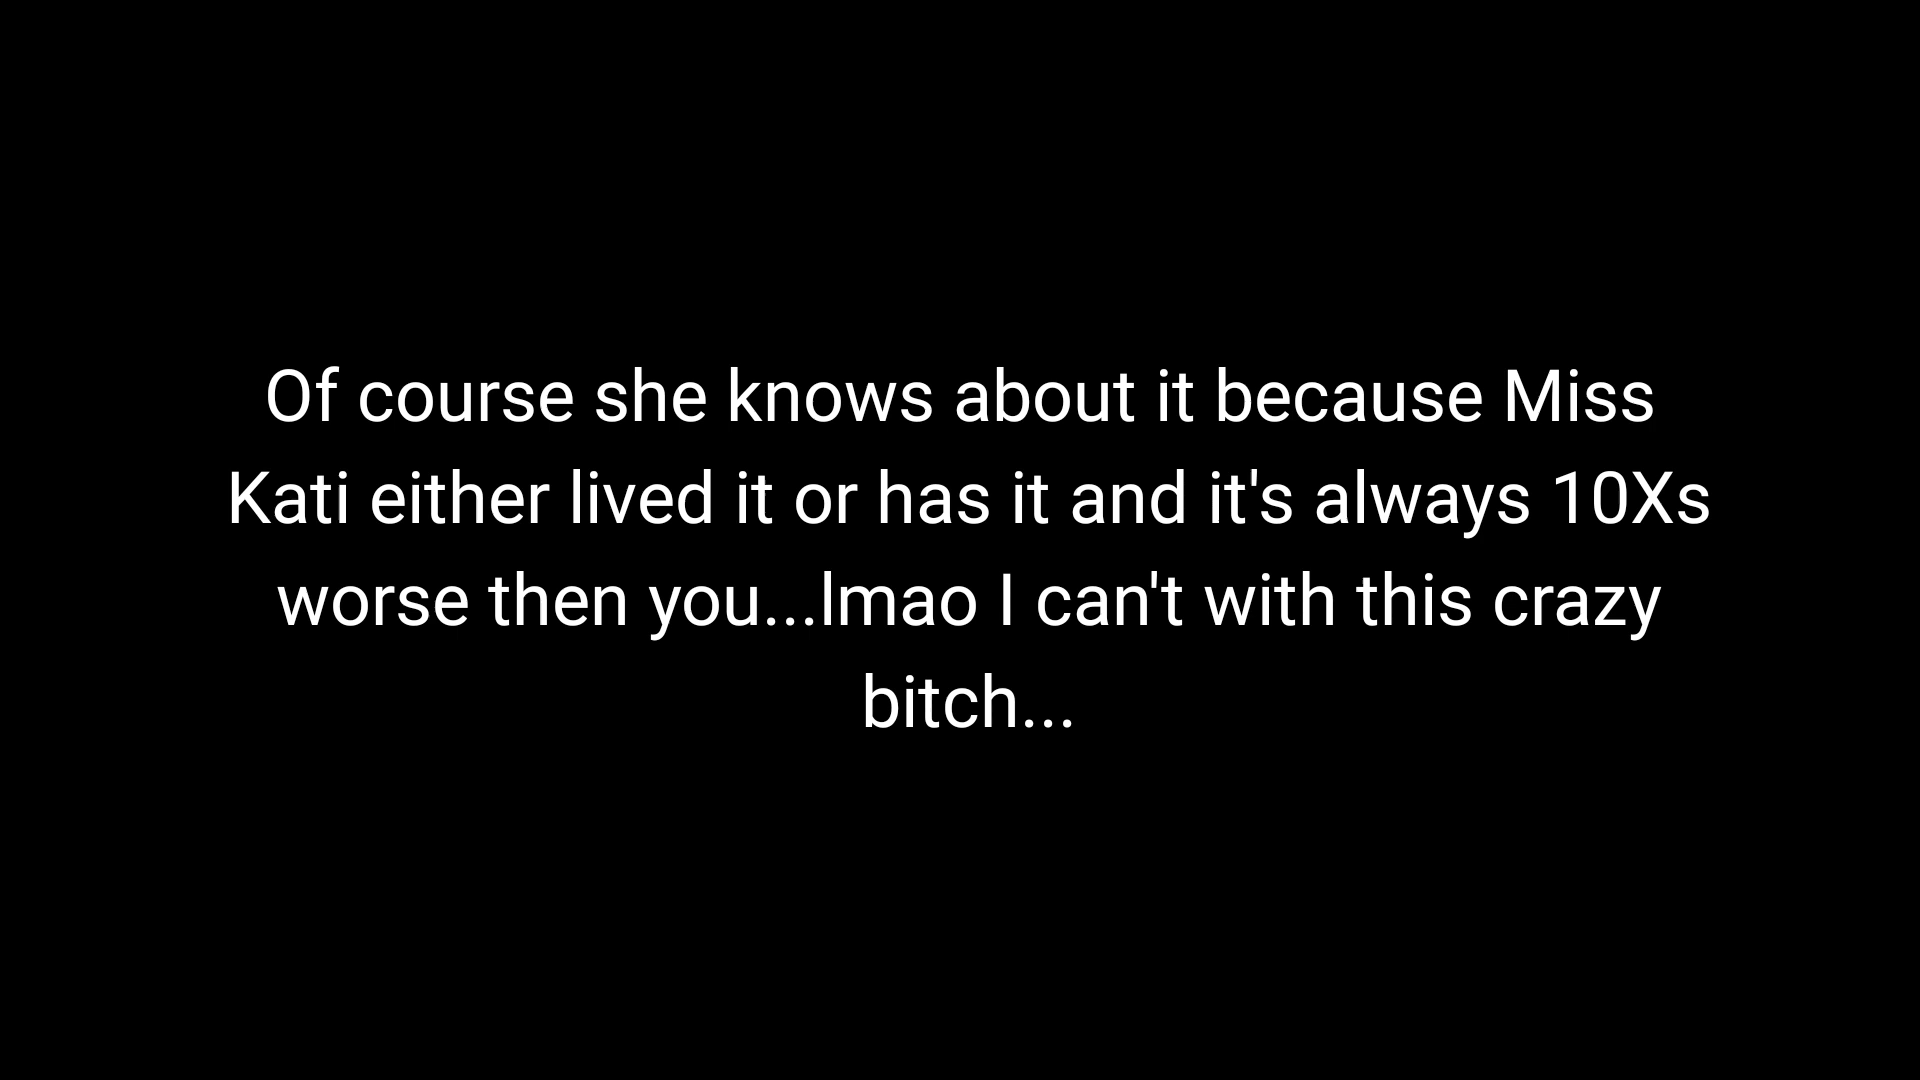 Of course she knows about it because Miss
Kati either lived it or has it and it's always 10Xs
worse then you...lmao I can't with this crazy
bitch...